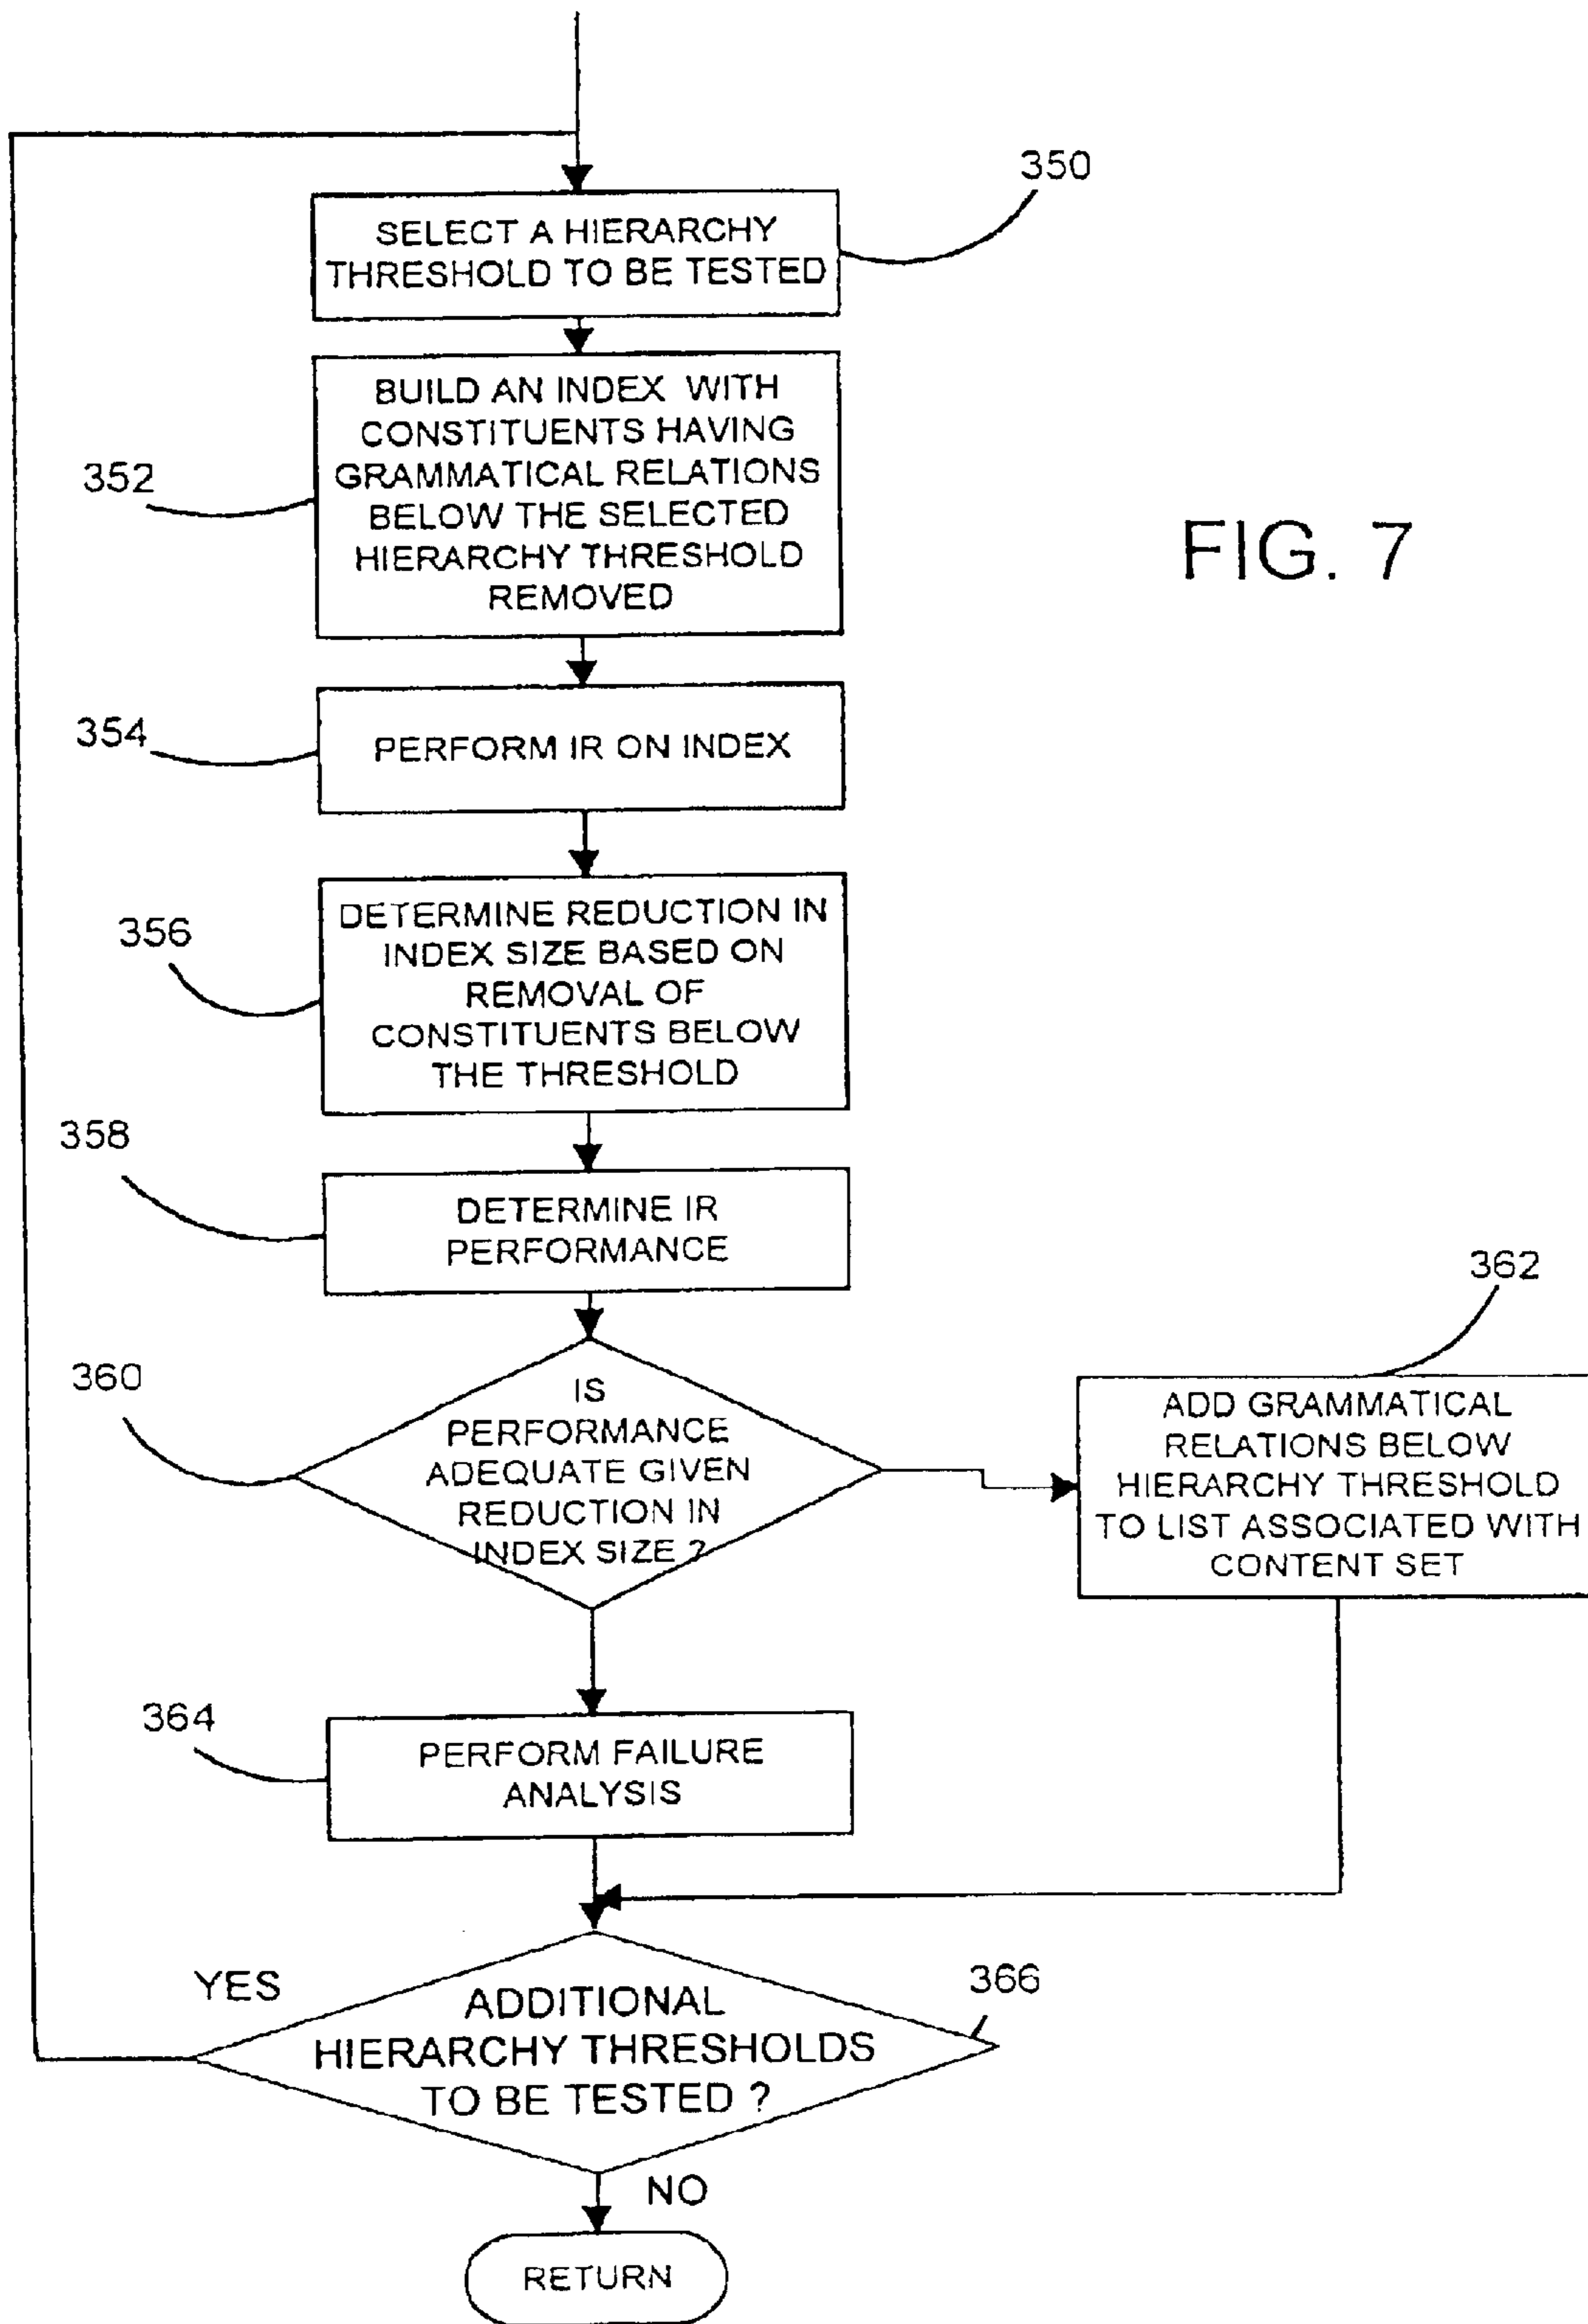 350
SELECT A HIERARCHY
THRESHOLD TO BE TESTED
BUILD AN INDEX WITH
CONSTITUENTS HAVING
GRAMMATICAL RELATIONS
BELOW THE SELECTED
HIERARCHY THRESHOLD
REMOVED
352
FIG. 7
354
PERFORM IR ON INDEX
356
DETERMINE REDUCTION IN
INDEX SIZE BASED ON
REMOVAL OF
CONSTITUENTS BELOW
THE THRESHOLD
358
DETERMINE IR
PERFORMANCE
360
IS
PERFORMANCE
ADEQUATE GIVEN
REDUCTION IN
INDEX SIZE ?
362
ADD GRAMMATICAL
RELATIONS BELOW
HIERARCHY THRESHOLD
TO LIST ASSOCIATED WITH
CONTENT SET
364
PERFORM FAILURE
ANALYSIS
YES
366
ADDITIONAL
HIERARCHY THRESHOLDS
TO BE TESTED ?
NO
RETURN